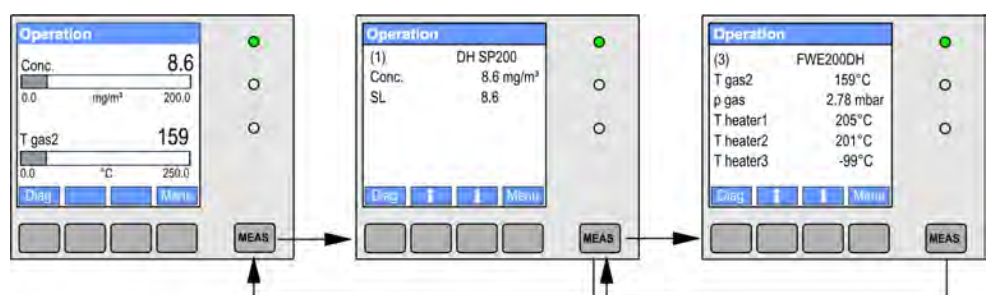 Operation
Conc. 8.6
0.0 mg/m³ 200.0
T gas2 159
0.0 °C 250.0
Diag Menu
MEAS
Operation
(1) DH SP200
Conc. 8.6 mg/m³
SL 8.6
Diag Menu
MEAS
Operation
(3) FWE200DH
T gas2 159°C
p gas 2.78 mbar
T heater1 205°C
T heater2 201°C
T heater3 -99°C
Diag Menu
MEAS